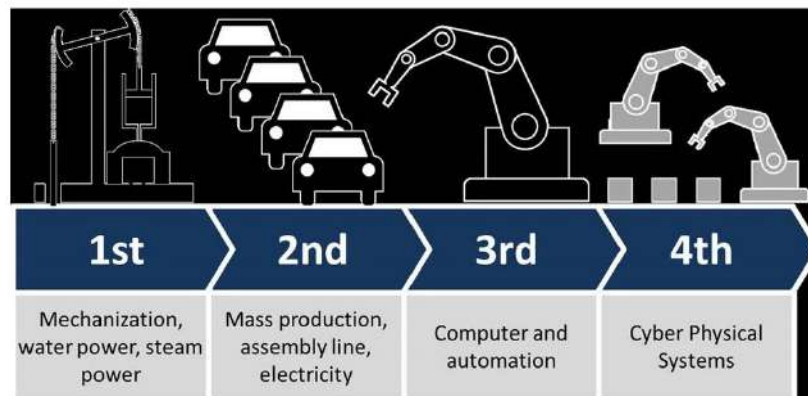 1st
2nd
3rd
4th
Mechanization,
water power, steam
power
Mass production,
assembly line,
electricity
Computer and
automation
Cyber Physical
Systems